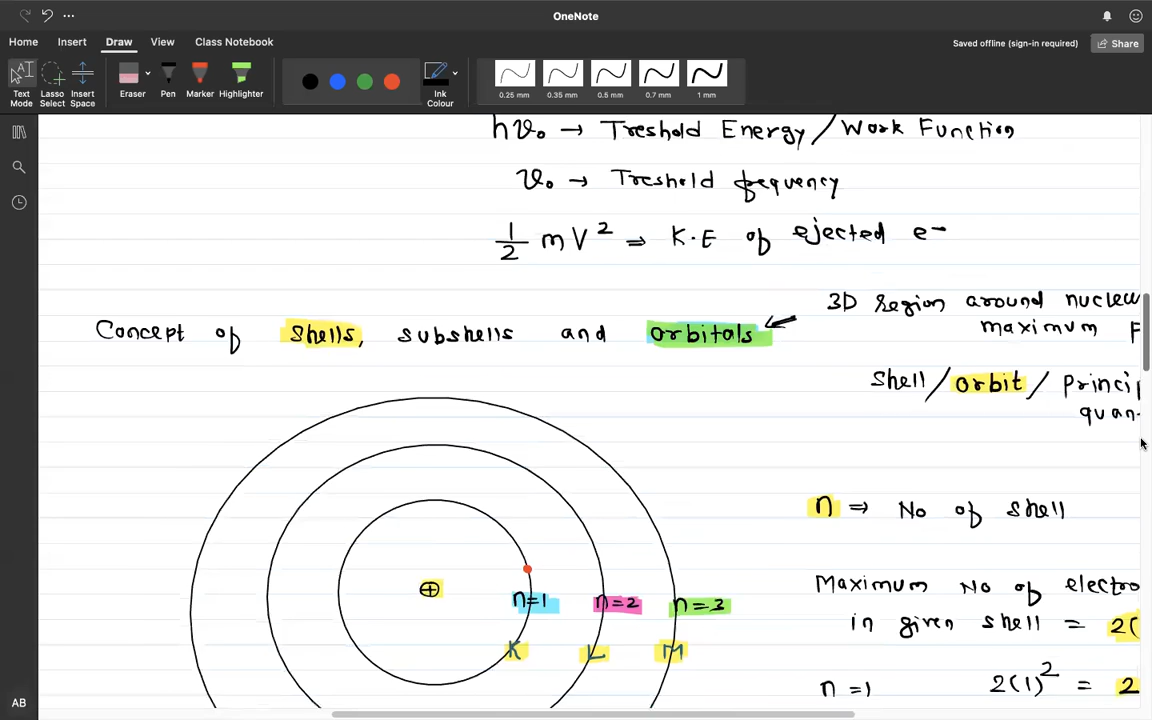 OneNote
Home Insert Draw View Class Notebook
Saved offline (sign-in required) Share
Text Mode
Lasso Select
Insert Space
Eraser
Pen
Marker
Highlighter
Ink Colour
0.25 mm
0.35 mm
0.5 mm
0.7 mm
1 mm
hν₀ → Treshold Energy/Work Function
ν₀ → Treshold frequency
1/2 mV² ⇒ K.E of ejected e-
3D region around nucleu
maximum P
Concept of Shells, subshells and orbitals
Shell/orbit/princip
quan
n ⇒ No of shell
n=1 n=2 n=3
Maximum No of electro
in given shell = 2(
K L M
n=1 2(1)² = 2
AB